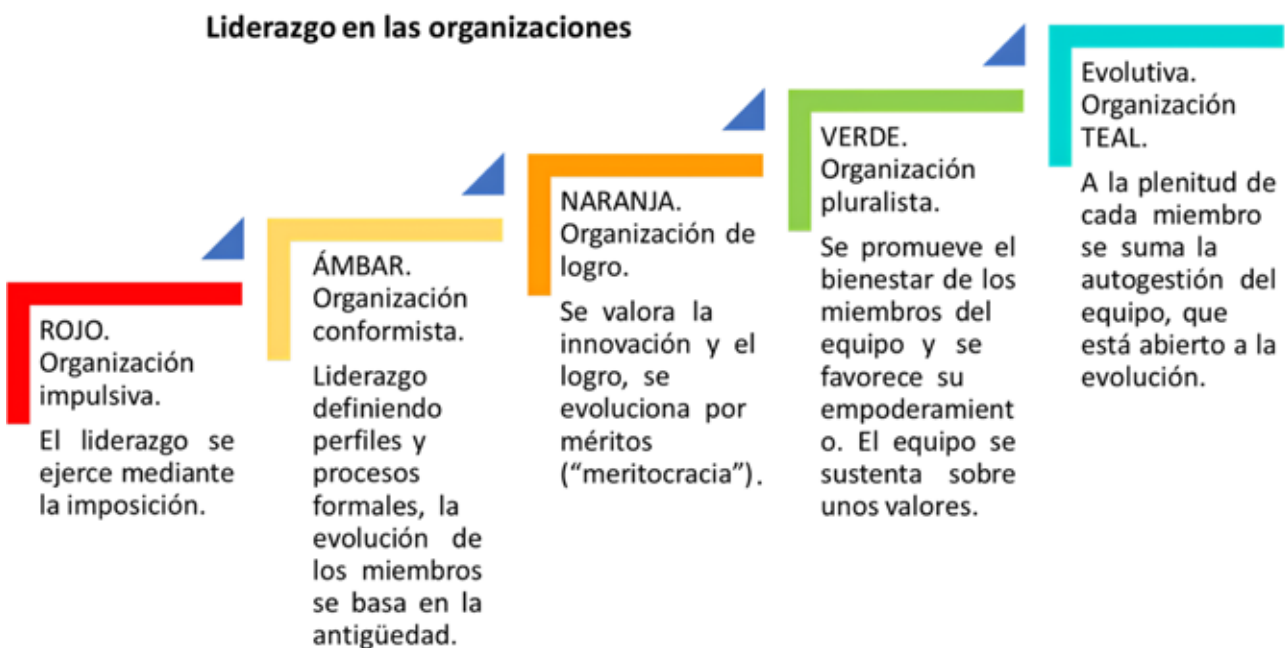 Liderazgo en las organizaciones
ROJO.
Organización
impulsiva.
El liderazgo se
ejerce mediante
la imposición.
ÁMBAR.
Organización
conformista.
Liderazgo
definiendo
perfiles y
procesos
formales, la
evolución de
los miembros
se basa en la
antigüedad.
NARANJA.
Organización de
logro.
Se valora la
innovación y el
logro, se
evoluciona por
méritos
(“meritocracia”).
VERDE.
Organización
pluralista.
Se promueve el
bienestar de los
miembros del
equipo y se
favorece su
empoderamient
o. El equipo se
sustenta sobre
unos valores.
Evolutiva.
Organización
TEAL.
A la plenitud de
cada miembro
se suma la
autogestión del
equipo, que
está abierto a la
evolución.